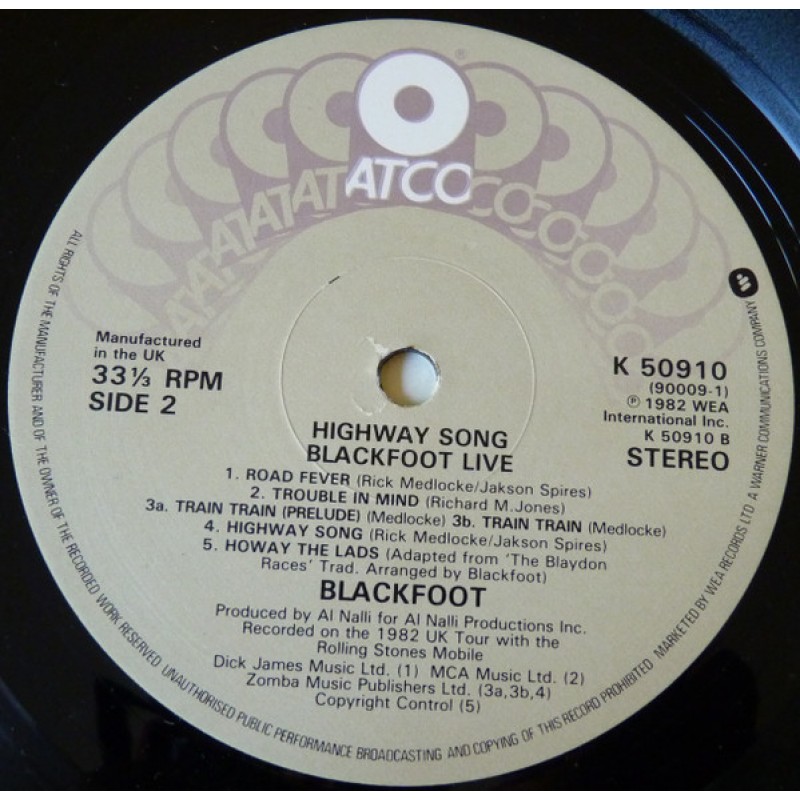 ®
ATCO
Manufactured
in the UK
33⅓ RPM
SIDE 2
K 50910
(90009-1)
℗ 1982 WEA
International Inc.
K 50910 B
STEREO
HIGHWAY SONG
BLACKFOOT LIVE
1. ROAD FEVER (Rick Medlocke/Jakson Spires)
2. TROUBLE IN MIND (Richard M.Jones)
3a. TRAIN TRAIN (PRELUDE) (Medlocke) 3b. TRAIN TRAIN (Medlocke)
4. HIGHWAY SONG (Rick Medlocke/Jakson Spires)
5. HOWAY THE LADS (Adapted from 'The Blaydon
Races' Trad. Arranged by Blackfoot)
BLACKFOOT
Produced by Al Nalli for Al Nalli Productions Inc.
Recorded on the 1982 UK Tour with the
Rolling Stones Mobile
Dick James Music Ltd. (1) MCA Music Ltd. (2)
Zomba Music Publishers Ltd. (3a,3b,4)
Copyright Control (5)
ALL RIGHTS OF THE MANUFACTURER AND OF THE OWNER OF THE RECORDED WORK RESERVED UNAUTHORISED PUBLIC PERFORMANCE BROADCASTING AND COPYING OF THIS RECORD PROHIBITED MARKETED BY WEA RECORDS LTD A WARNER COMMUNICATIONS COMPANY